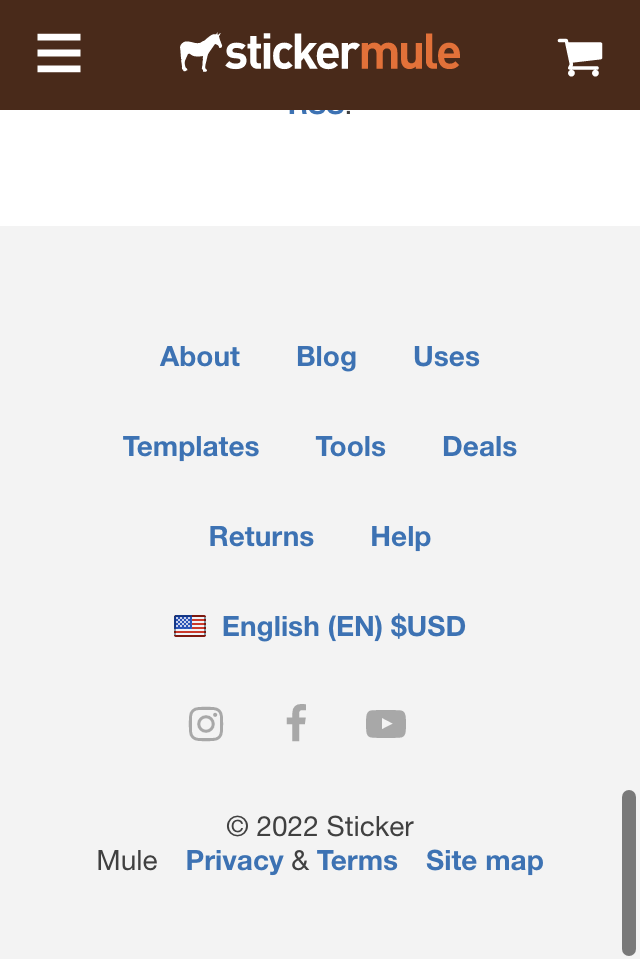 stickermule
About Blog Uses
Templates Tools Deals
Returns Help
English (EN) $USD
© 2022 Sticker
Mule Privacy & Terms Site map